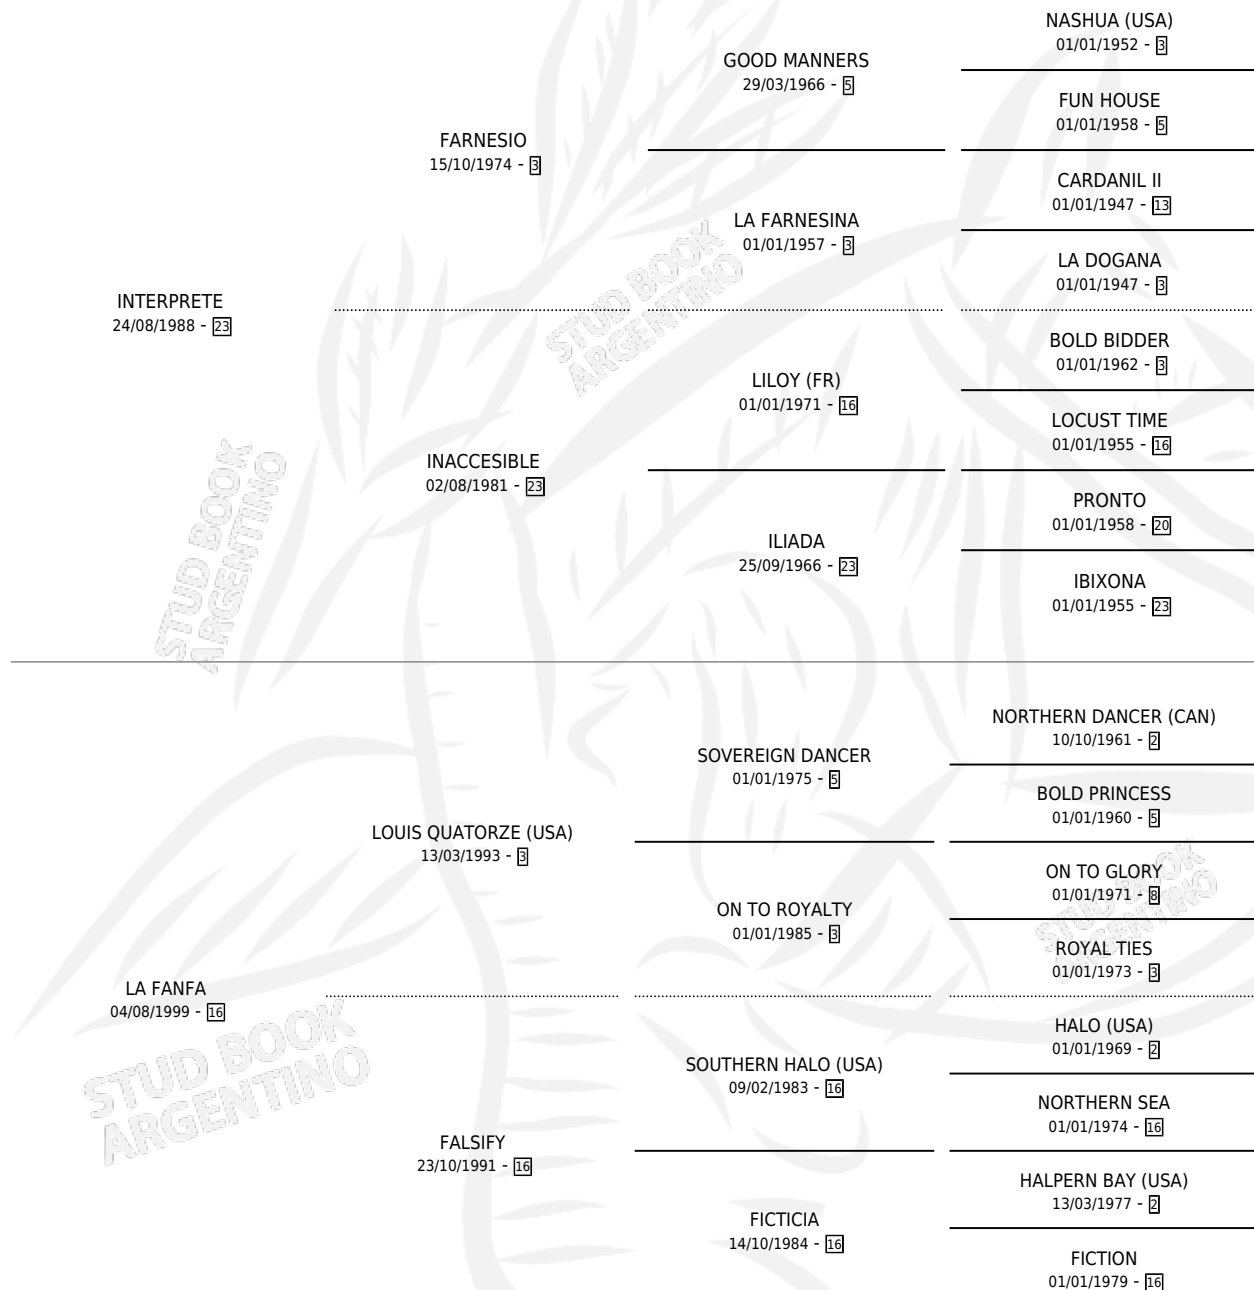 NASHUA (USA)
01/01/1952 - 3
GOOD MANNERS
29/03/1966 - 5
FUN HOUSE
01/01/1958 - 5
FARNESIO
15/10/1974 - 3
CARDANIL II
01/01/1947 - 13
LA FARNESINA
01/01/1957 - 3
LA DOGANA
01/01/1947 - 3
INTERPRETE
24/08/1988 - 23
BOLD BIDDER
01/01/1962 - 3
LILOY (FR)
01/01/1971 - 16
LOCUST TIME
01/01/1955 - 16
INACCESIBLE
02/08/1981 - 23
PRONTO
01/01/1958 - 20
ILIADA
25/09/1966 - 23
IBIXONA
01/01/1955 - 23
STUD BOOK
ARGENTINO
STUD BOOK
ARGENTINO
NORTHERN DANCER (CAN)
10/10/1961 - 2
SOVEREIGN DANCER
01/01/1975 - 5
BOLD PRINCESS
01/01/1960 - 5
LOUIS QUATORZE (USA)
13/03/1993 - 3
ON TO GLORY
01/01/1971 - 8
ON TO ROYALTY
01/01/1985 - 3
ROYAL TIES
01/01/1973 - 3
STUD BOOK
ARGENTINO
LA FANFA
04/08/1999 - 16
HALO (USA)
01/01/1969 - 2
SOUTHERN HALO (USA)
09/02/1983 - 16
NORTHERN SEA
01/01/1974 - 16
STUD BOOK
ARGENTINO
FALSIFY
23/10/1991 - 16
HALPERN BAY (USA)
13/03/1977 - 2
FICTICIA
14/10/1984 - 16
FICTION
01/01/1979 - 16